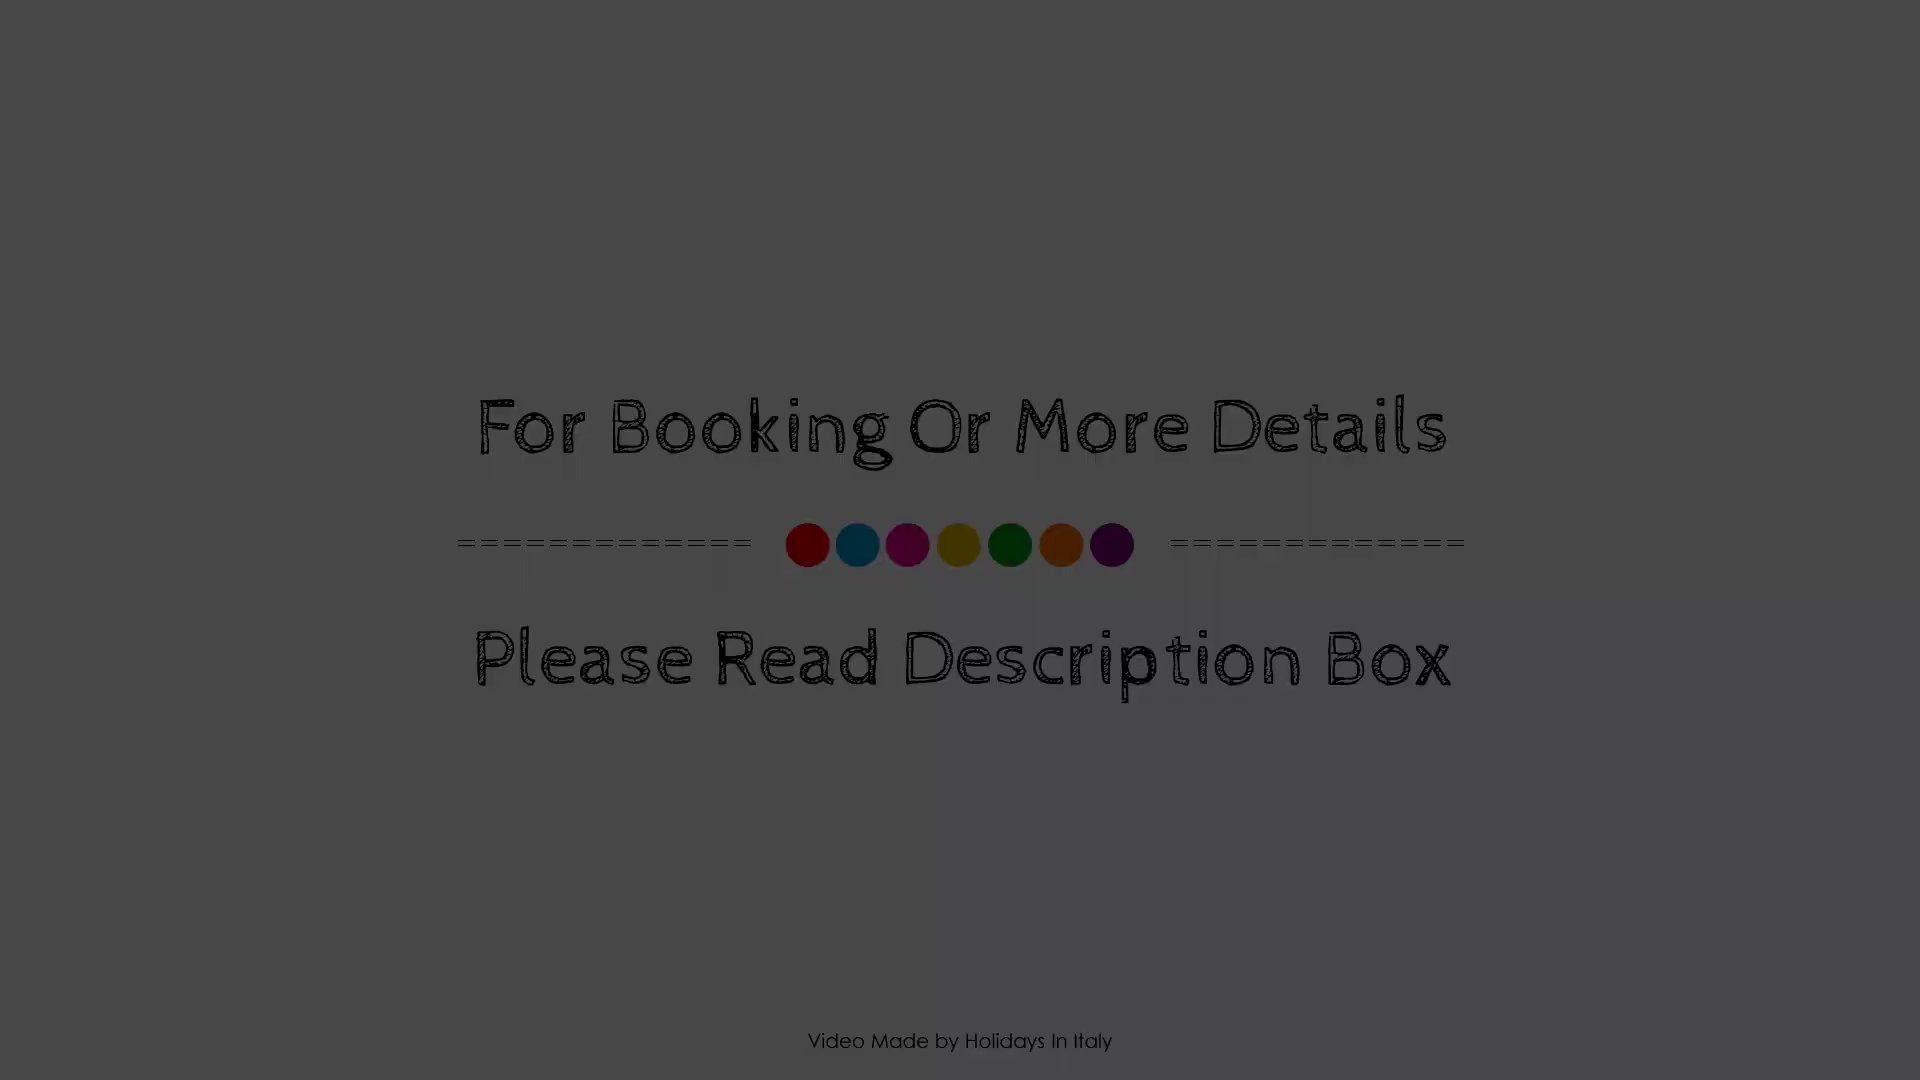 For Booking Or More Details
============= =============
Please Read Description Box
Video Made by Holidays In Italy